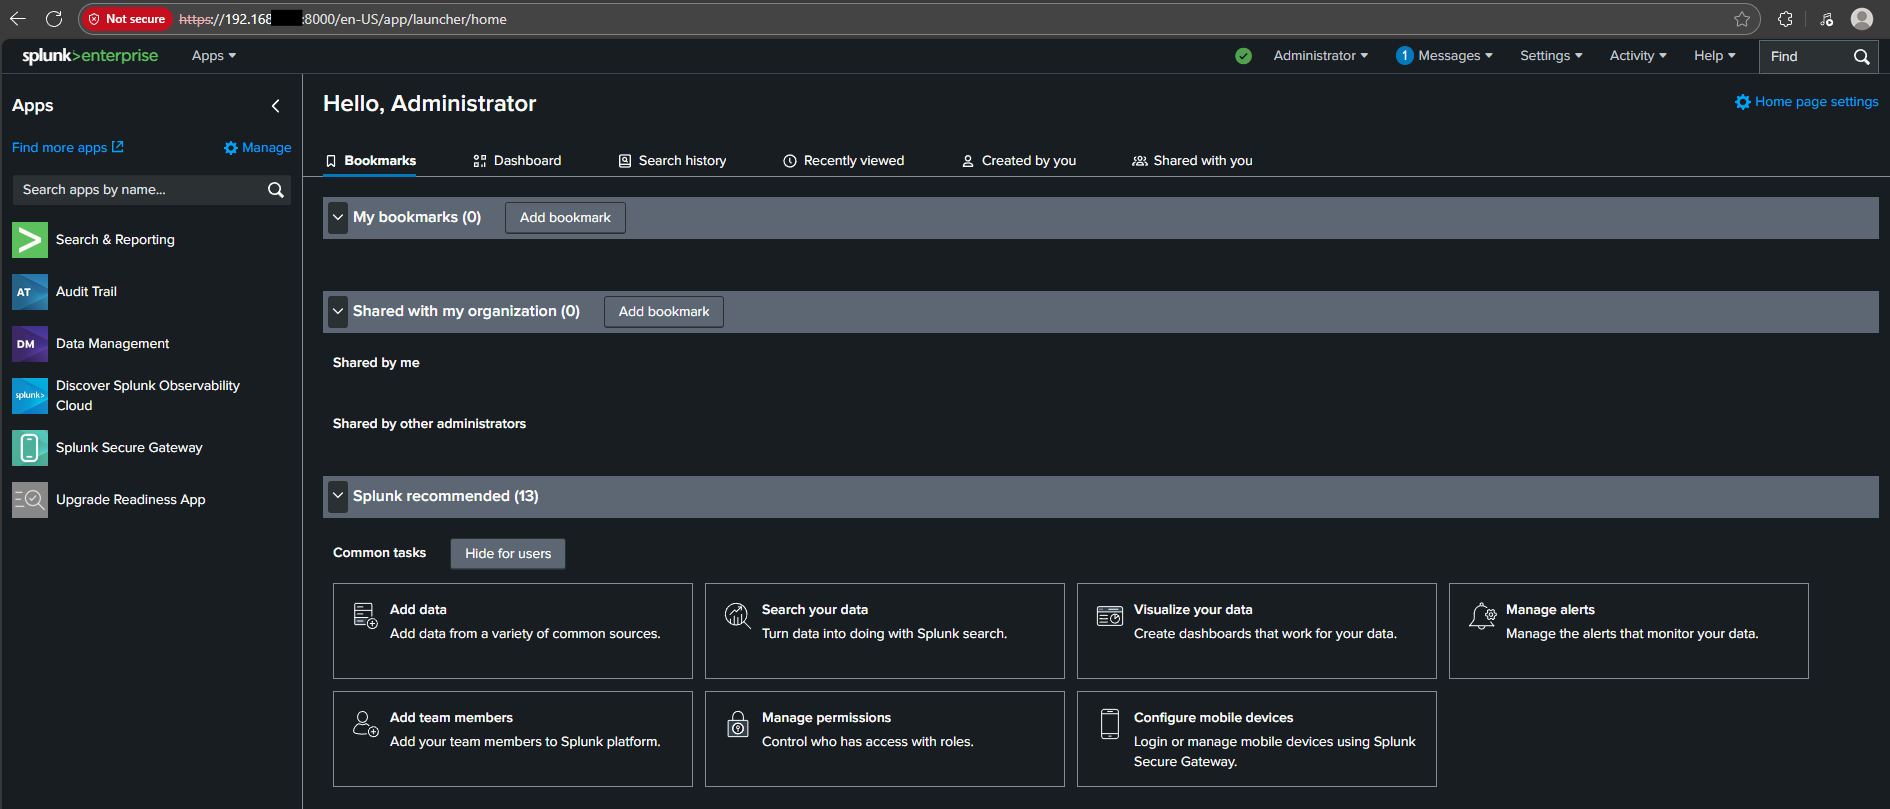 Not secure https://192.168 :8000/en-US/app/launcher/home
splunk>enterprise Apps Administrator 1 Messages Settings Activity Help Find
Apps
Find more apps Manage
Search apps by name...
Search & Reporting
AT Audit Trail
DM Data Management
splunk> Discover Splunk Observability
Cloud
Splunk Secure Gateway
Upgrade Readiness App
Hello, Administrator
Home page settings
Bookmarks Dashboard Search history Recently viewed Created by you Shared with you
My bookmarks (0) Add bookmark
Shared with my organization (0) Add bookmark
Shared by me
Shared by other administrators
Splunk recommended (13)
Common tasks Hide for users
Add data
Add data from a variety of common sources.
Search your data
Turn data into doing with Splunk search.
Visualize your data
Create dashboards that work for your data.
Manage alerts
Manage the alerts that monitor your data.
Add team members
Add your team members to Splunk platform.
Manage permissions
Control who has access with roles.
Configure mobile devices
Login or manage mobile devices using Splunk
Secure Gateway.